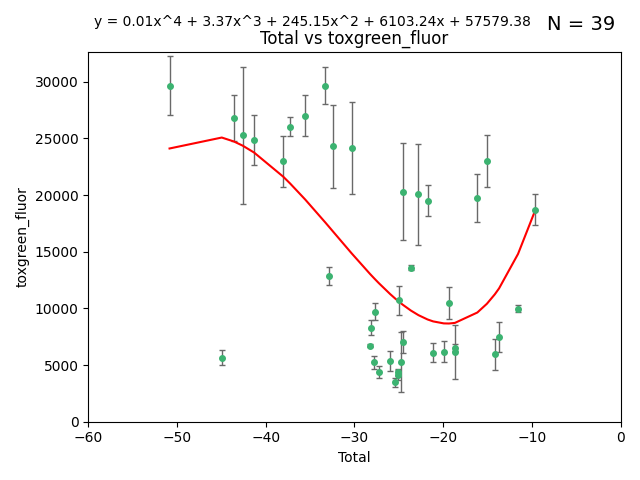 y = 0.01x^4 + 3.37x^3 + 245.15x^2 + 6103.24x + 57579.38
N = 39
Total vs toxgreen_fluor
30000
25000
20000
15000
10000
5000
0
toxgreen_fluor
−60
−50
−40
−30
−20
−10
0
Total